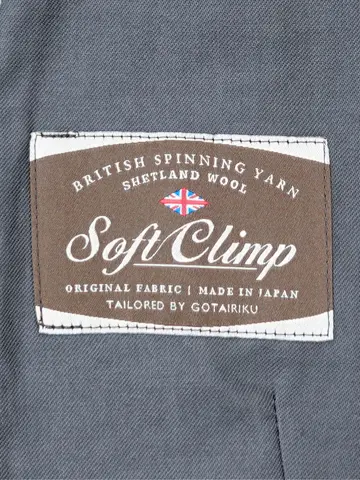 BRITISH SPINNING YARN
SHETLAND WOOL
Soft Climp
ORIGINAL FABRIC | MADE IN JAPAN
TAILORED BY GOTAIRIKU